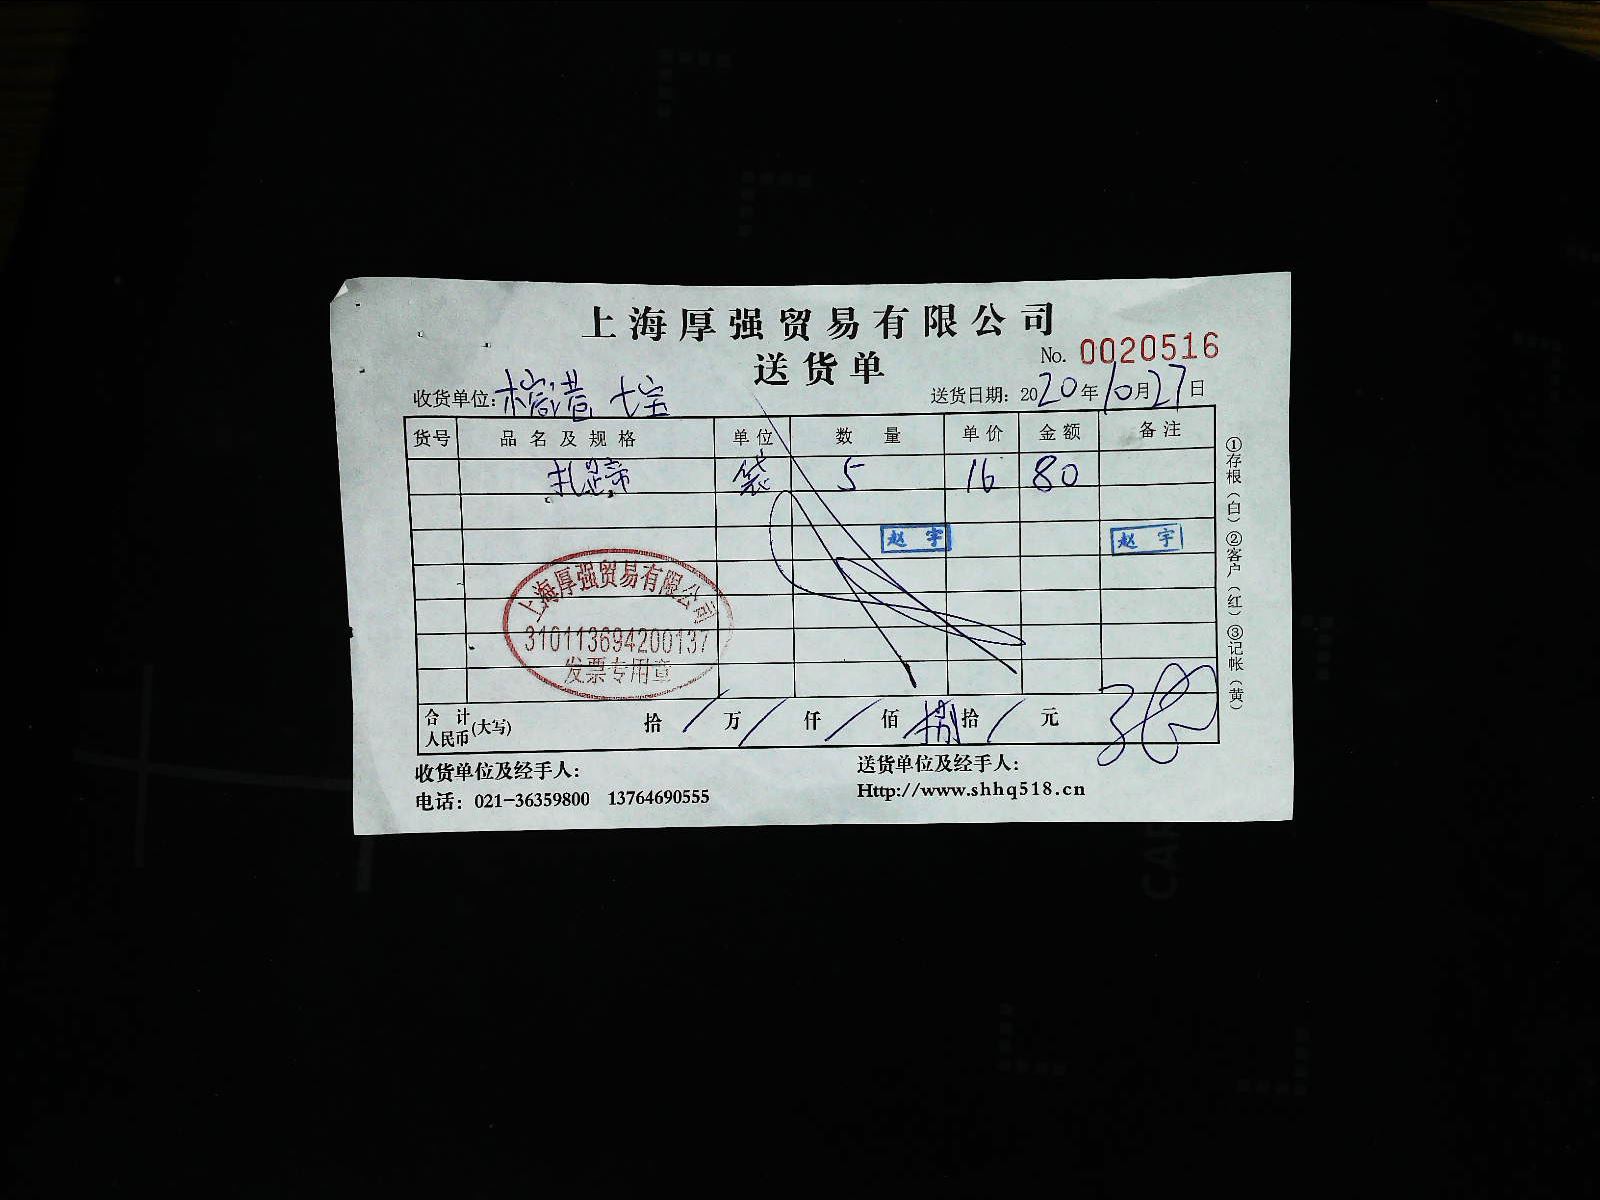 上海厚强贸易有限公司
送货单
No. 0020516
收货单位: 榕港 七宝
送货日期: 2020年10月27日
货号 品名及规格 单位 数量 单价 金额 备注
扎蹄 袋 5 16 80
赵宇 赵宇
上海厚强贸易有限公司
310113694200137
发票专用章
合计人民币(大写) 拾 / 万 / 仟 / 佰 捌 拾 / 元
收货单位及经手人:
送货单位及经手人:
电话: 021-36359800 13764690555
Http://www.shhq518.cn
①存根(白)②客户(红)③记帐(黄)